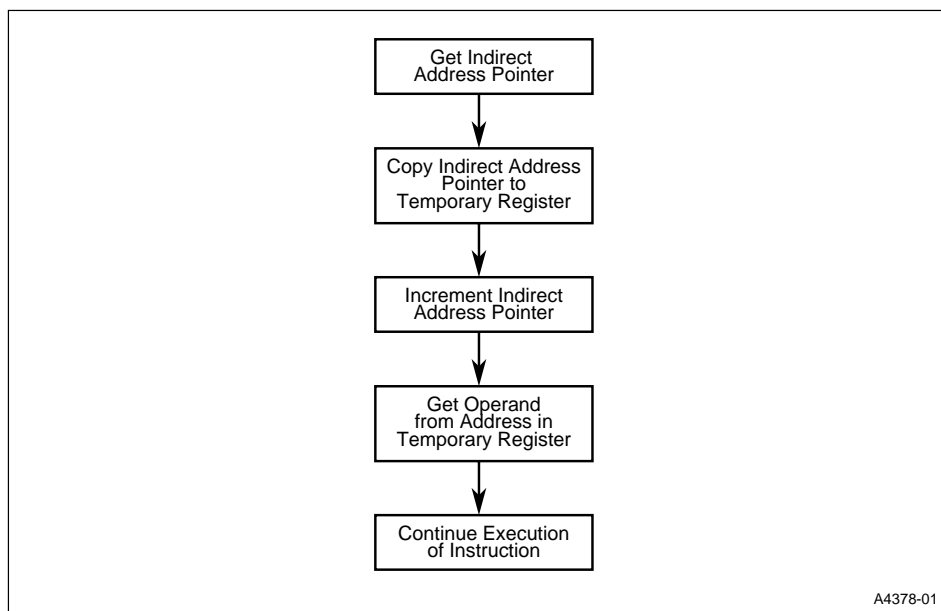 Get Indirect
Address Pointer
Copy Indirect Address
Pointer to
Temporary Register
Increment Indirect
Address Pointer
Get Operand
from Address in
Temporary Register
Continue Execution
of Instruction
A4378-01